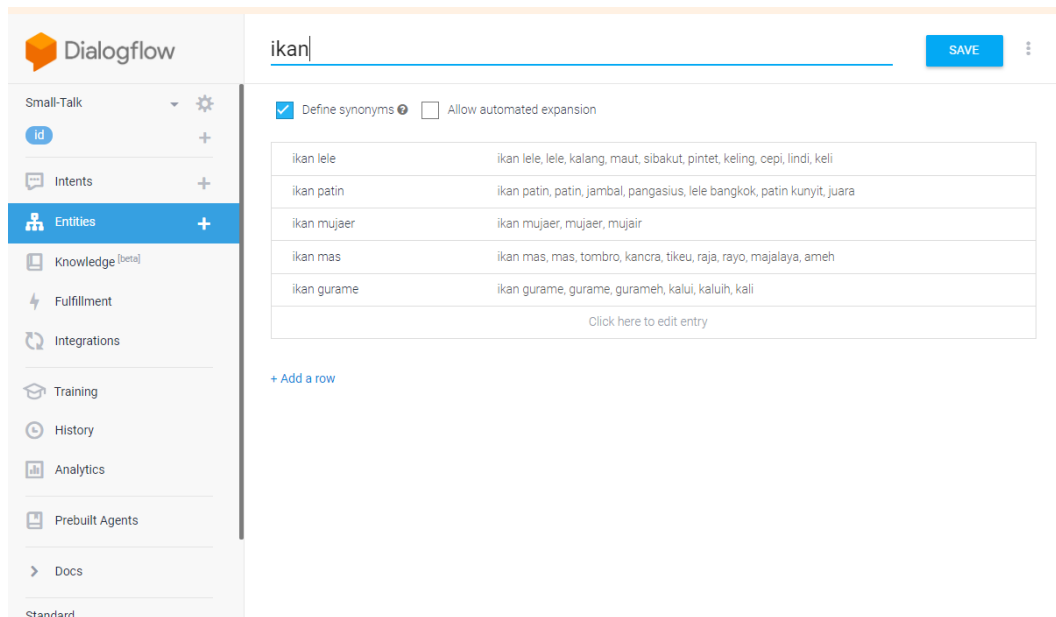 Dialogflow
ikan
SAVE
Small-Talk
id
Define synonyms
Allow automated expansion
ikan lele ikan lele, lele, kalang, maut, sibakut, pintet, keling, cepi, lindi, keli
Intents
ikan patin ikan patin, patin, jambal, pangasius, lele bangkok, patin kunyit, juara
Entities
ikan mujaer ikan mujaer, mujaer, mujair
Knowledge [beta]
ikan mas ikan mas, mas, tombro, kancra, tikeu, raja, rayo, majalaya, ameh
Fulfillment
ikan gurame ikan gurame, gurame, gurameh, kalui, kaluih, kali
Click here to edit entry
Integrations
+ Add a row
Training
History
Analytics
Prebuilt Agents
Docs
Standard